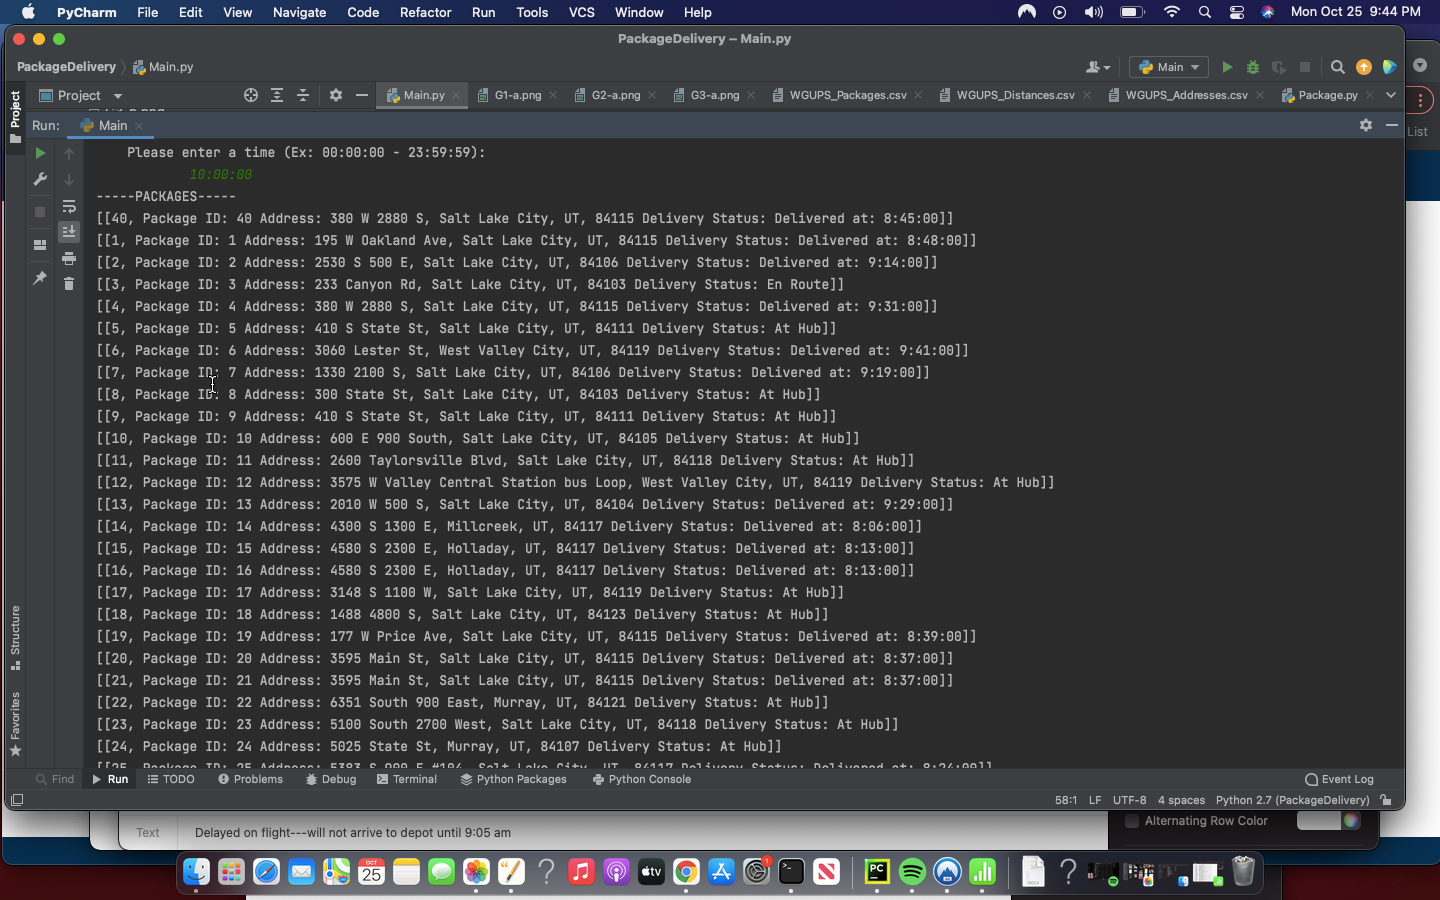 PyCharm File Edit View Navigate Code Refactor Run Tools VCS Window Help Mon Oct 25 9:44 PM
PackageDelivery – Main.py
PackageDelivery Main.py Main
Project Main.py G1-a.png G2-a.png G3-a.png WGUPS_Packages.csv WGUPS_Distances.csv WGUPS_Addresses.csv Package.py
Project
Run: Main
List
Please enter a time (Ex: 00:00:00 - 23:59:59):
10:00:00
-----PACKAGES-----
[[40, Package ID: 40 Address: 380 W 2880 S, Salt Lake City, UT, 84115 Delivery Status: Delivered at: 8:45:00]]
[[1, Package ID: 1 Address: 195 W Oakland Ave, Salt Lake City, UT, 84115 Delivery Status: Delivered at: 8:48:00]]
[[2, Package ID: 2 Address: 2530 S 500 E, Salt Lake City, UT, 84106 Delivery Status: Delivered at: 9:14:00]]
[[3, Package ID: 3 Address: 233 Canyon Rd, Salt Lake City, UT, 84103 Delivery Status: En Route]]
[[4, Package ID: 4 Address: 380 W 2880 S, Salt Lake City, UT, 84115 Delivery Status: Delivered at: 9:31:00]]
[[5, Package ID: 5 Address: 410 S State St, Salt Lake City, UT, 84111 Delivery Status: At Hub]]
[[6, Package ID: 6 Address: 3060 Lester St, West Valley City, UT, 84119 Delivery Status: Delivered at: 9:41:00]]
[[7, Package ID: 7 Address: 1330 2100 S, Salt Lake City, UT, 84106 Delivery Status: Delivered at: 9:19:00]]
[[8, Package ID: 8 Address: 300 State St, Salt Lake City, UT, 84103 Delivery Status: At Hub]]
[[9, Package ID: 9 Address: 410 S State St, Salt Lake City, UT, 84111 Delivery Status: At Hub]]
[[10, Package ID: 10 Address: 600 E 900 South, Salt Lake City, UT, 84105 Delivery Status: At Hub]]
[[11, Package ID: 11 Address: 2600 Taylorsville Blvd, Salt Lake City, UT, 84118 Delivery Status: At Hub]]
[[12, Package ID: 12 Address: 3575 W Valley Central Station bus Loop, West Valley City, UT, 84119 Delivery Status: At Hub]]
[[13, Package ID: 13 Address: 2010 W 500 S, Salt Lake City, UT, 84104 Delivery Status: Delivered at: 9:29:00]]
[[14, Package ID: 14 Address: 4300 S 1300 E, Millcreek, UT, 84117 Delivery Status: Delivered at: 8:06:00]]
[[15, Package ID: 15 Address: 4580 S 2300 E, Holladay, UT, 84117 Delivery Status: Delivered at: 8:13:00]]
[[16, Package ID: 16 Address: 4580 S 2300 E, Holladay, UT, 84117 Delivery Status: Delivered at: 8:13:00]]
[[17, Package ID: 17 Address: 3148 S 1100 W, Salt Lake City, UT, 84119 Delivery Status: At Hub]]
[[18, Package ID: 18 Address: 1488 4800 S, Salt Lake City, UT, 84123 Delivery Status: At Hub]]
[[19, Package ID: 19 Address: 177 W Price Ave, Salt Lake City, UT, 84115 Delivery Status: Delivered at: 8:39:00]]
[[20, Package ID: 20 Address: 3595 Main St, Salt Lake City, UT, 84115 Delivery Status: Delivered at: 8:37:00]]
[[21, Package ID: 21 Address: 3595 Main St, Salt Lake City, UT, 84115 Delivery Status: Delivered at: 8:37:00]]
[[22, Package ID: 22 Address: 6351 South 900 East, Murray, UT, 84121 Delivery Status: At Hub]]
[[23, Package ID: 23 Address: 5100 South 2700 West, Salt Lake City, UT, 84118 Delivery Status: At Hub]]
[[24, Package ID: 24 Address: 5025 State St, Murray, UT, 84107 Delivery Status: At Hub]]
[[25, Package ID: 25 Address: 5383 S 900 E #104, Salt Lake City, UT, 84117 Delivery Status: Delivered at: 8:24:00]]
Structure
Favorites
Find Run TODO Problems Debug Terminal Python Packages Python Console Event Log
58:1 LF UTF-8 4 spaces Python 2.7 (PackageDelivery)
Text Delayed on flight---will not arrive to depot until 9:05 am Alternating Row Color
OCT
25
tv
1
PC
DOCX